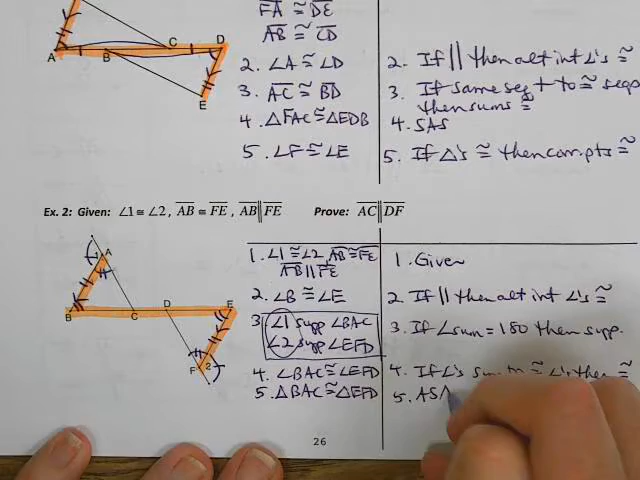 FA ≅ DE
AB ≅ CD
2. ∠A ≅ ∠D
2. If || then alt int ∠'s ≅
3. AC ≅ BD
3. If same seg + to ≅ segs
then sums ≅
4. △FAC ≅ △EDB
4. SAS
5. ∠F ≅ ∠E
5. If △'s ≅ then corr. pts ≅
A B C D
E
Ex. 2: Given: ∠1 ≅ ∠2, AB ≅ FE, AB || FE Prove: AC || DF
1. ∠1 ≅ ∠2, AB ≅ FE
AB || FE
1. Given
2. ∠B ≅ ∠E
2 If || then alt int ∠'s ≅
3 ∠1 supp ∠BAC
∠2 supp ∠EFD
3. If ∠ sum = 180 then supp.
4. ∠BAC ≅ ∠EFD
4. If ∠'s ≅ ∠'s then ≅
5. △BAC ≅ △EFD
5. ASA
1 A
B C D E
F 2
26